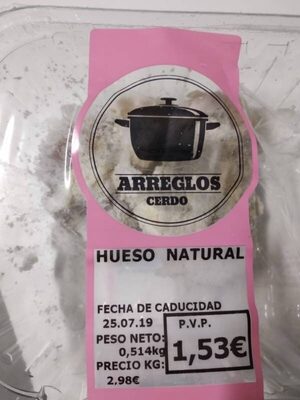 ARREGLOS
CERDO
HUESO NATURAL
FECHA DE CADUCIDAD
25.07.19
P.V.P.
PESO NETO:
0,514kg
1,53€
PRECIO KG:
2,98€